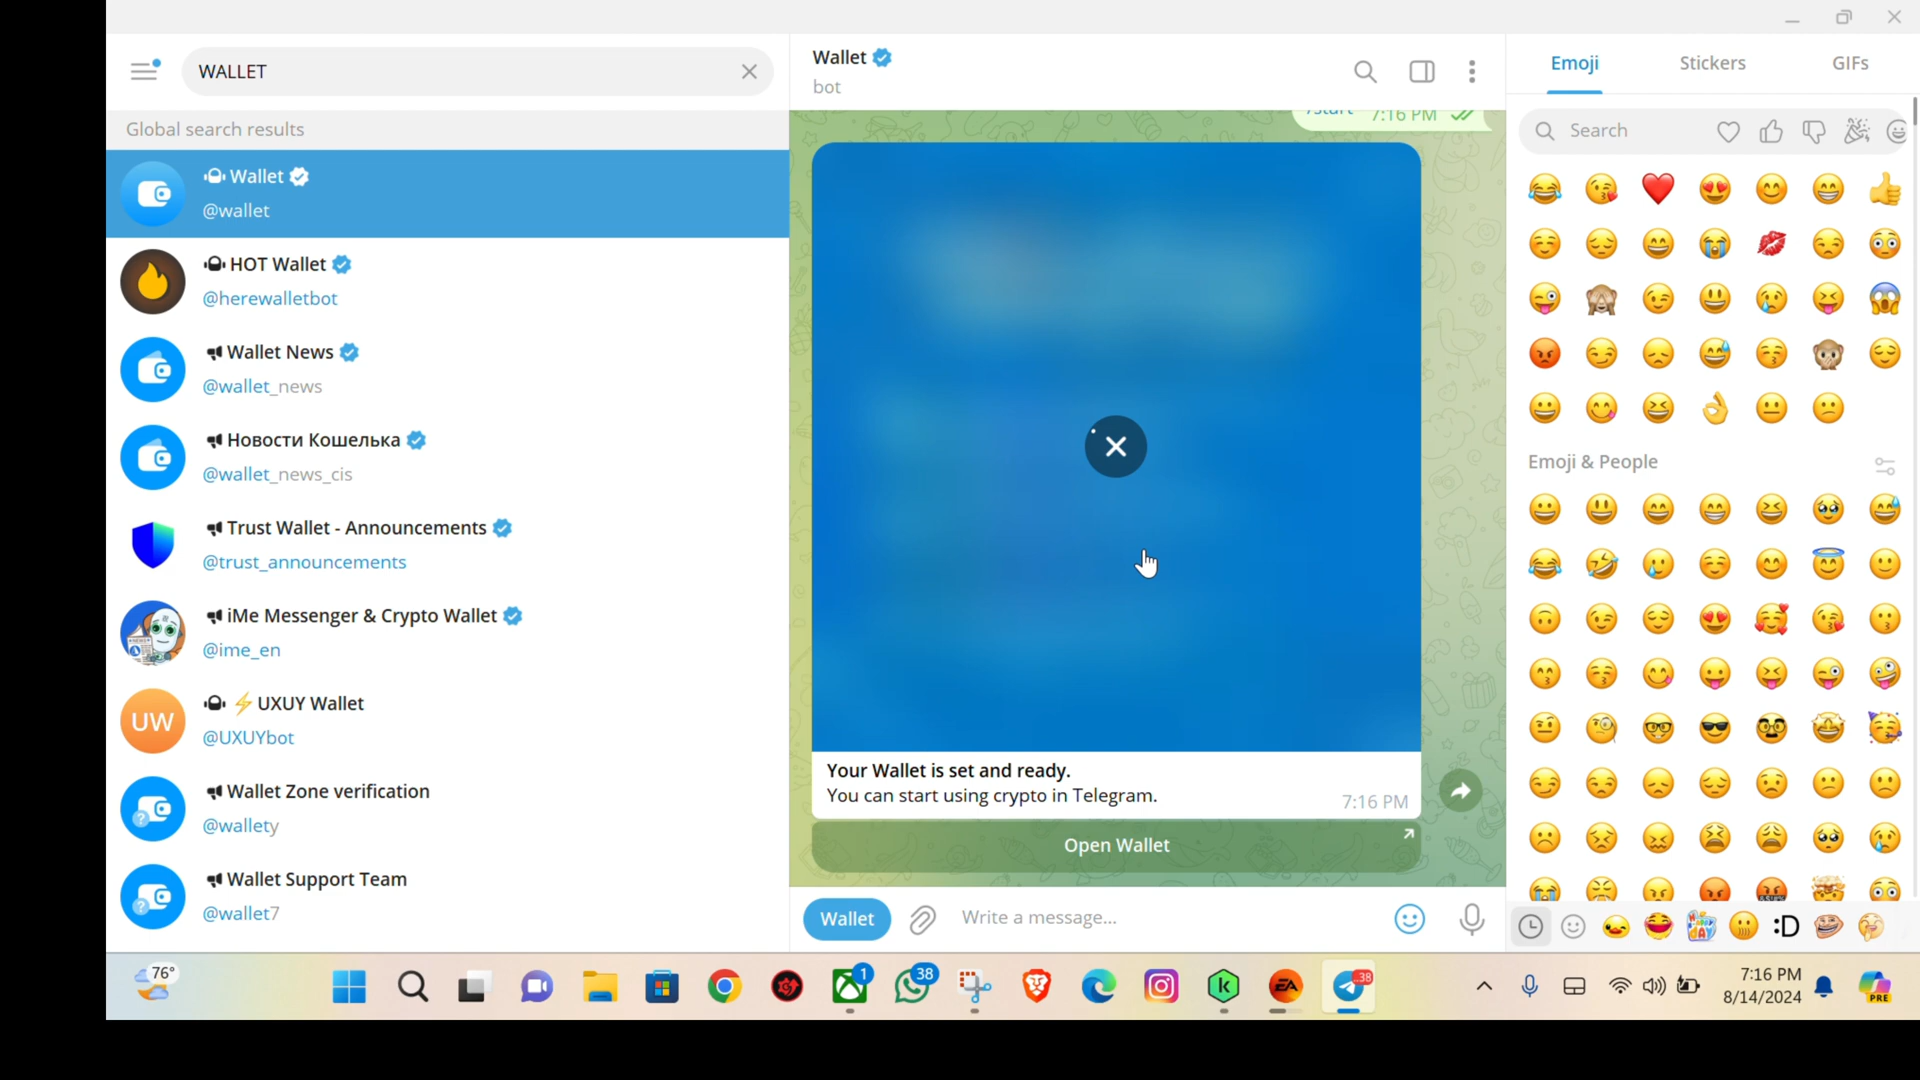 WALLET
Global search results
Wallet
@wallet
HOT Wallet
@herewalletbot
Wallet News
@wallet_news
Новости Кошелька
@wallet_news_cis
Trust Wallet - Announcements
@trust_announcements
iMe Messenger & Crypto Wallet
@ime_en
UW
⚡UXUY Wallet
@UXUYbot
Wallet Zone verification
@wallety
Wallet Support Team
@wallet7
Wallet
bot
/start 7:16 PM
Your Wallet is set and ready.
You can start using crypto in Telegram.
7:16 PM
Open Wallet
Wallet
Write a message...
Emoji Stickers GIFs
Search
Emoji & People
:D
76°
1
38
EA
38
7:16 PM
8/14/2024
PRE